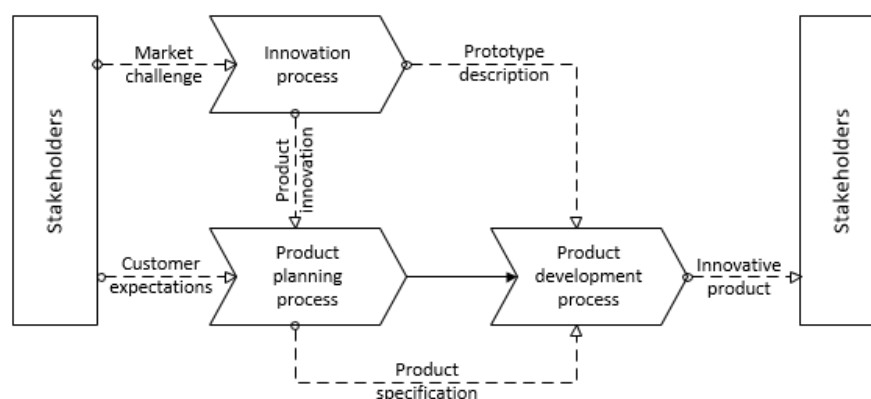 Stakeholders
Market
challenge
Innovation
process
Prototype
description
Stakeholders
Product
innovation
Customer
expectations
Product
planning
process
Product
development
process
Innovative
product
Product
specification